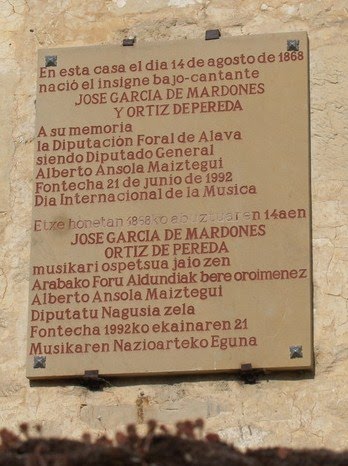 En esta casa el dia 14 de agosto de 1868
nació el insigne bajo-cantante
JOSE GARCIA DE MARDONES
Y ORTIZ DE PEREDA
A su memoria
la Diputación Foral de Alava
siendo Diputado General
Alberto Ansola Maiztegui
Fontecha 21 de junio de 1992
Dia Internacional de la Musica
Etxe honetan 1868ko abuztuaren 14aen
JOSE GARCIA DE MARDONES
ORTIZ DE PEREDA
musikari ospetsua jaio zen
Arabako Foru Aldundiak bere oroimenez
Alberto Ansola Maiztegui
Diputatu Nagusia zela
Fontecha 1992ko ekainaren 21
Musikaren Nazioarteko Eguna